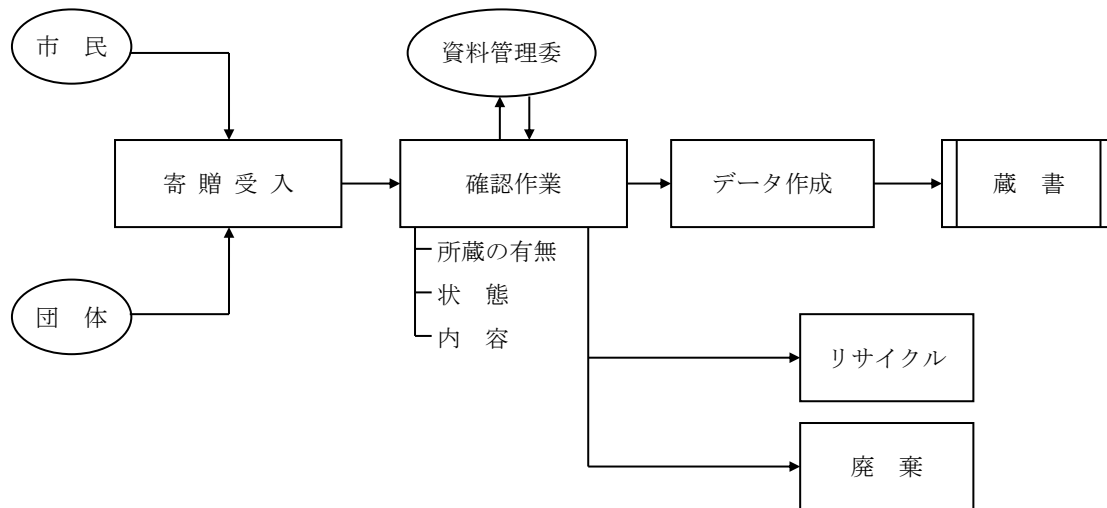 市　民
資料管理委
寄 贈 受 入
確認作業
データ作成
蔵　書
所蔵の有無
状　態
内　容
団　体
リサイクル
廃　棄